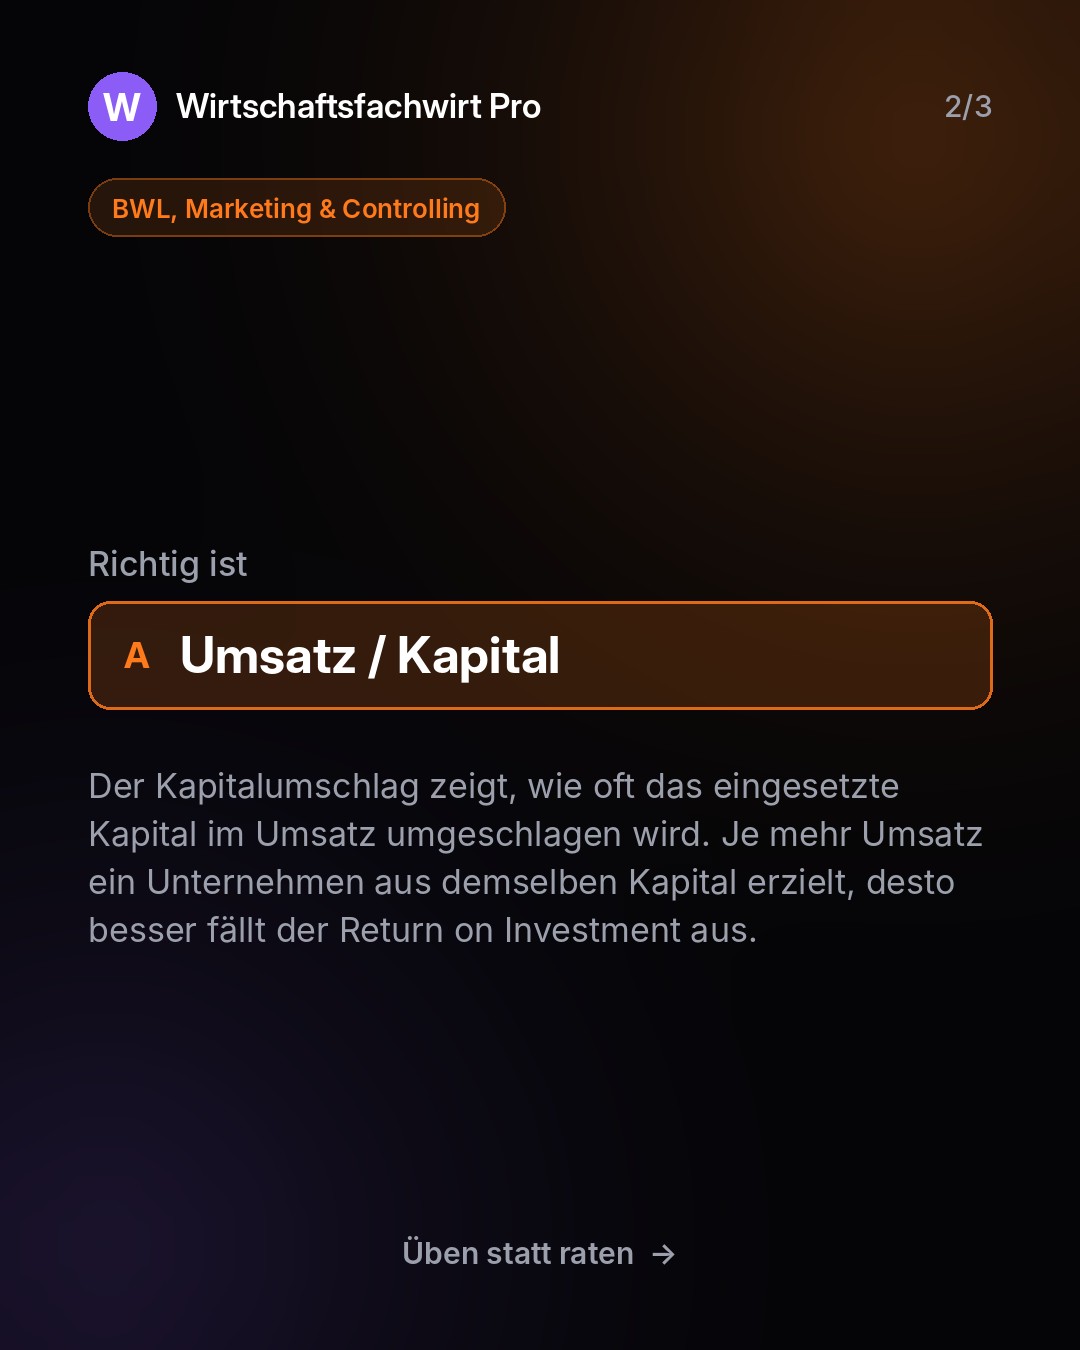 W Wirtschaftsfachwirt Pro 2/3
BWL, Marketing & Controlling
Richtig ist
A Umsatz / Kapital
Der Kapitalumschlag zeigt, wie oft das eingesetzte
Kapital im Umsatz umgeschlagen wird. Je mehr Umsatz
ein Unternehmen aus demselben Kapital erzielt, desto
besser fällt der Return on Investment aus.
Üben statt raten →